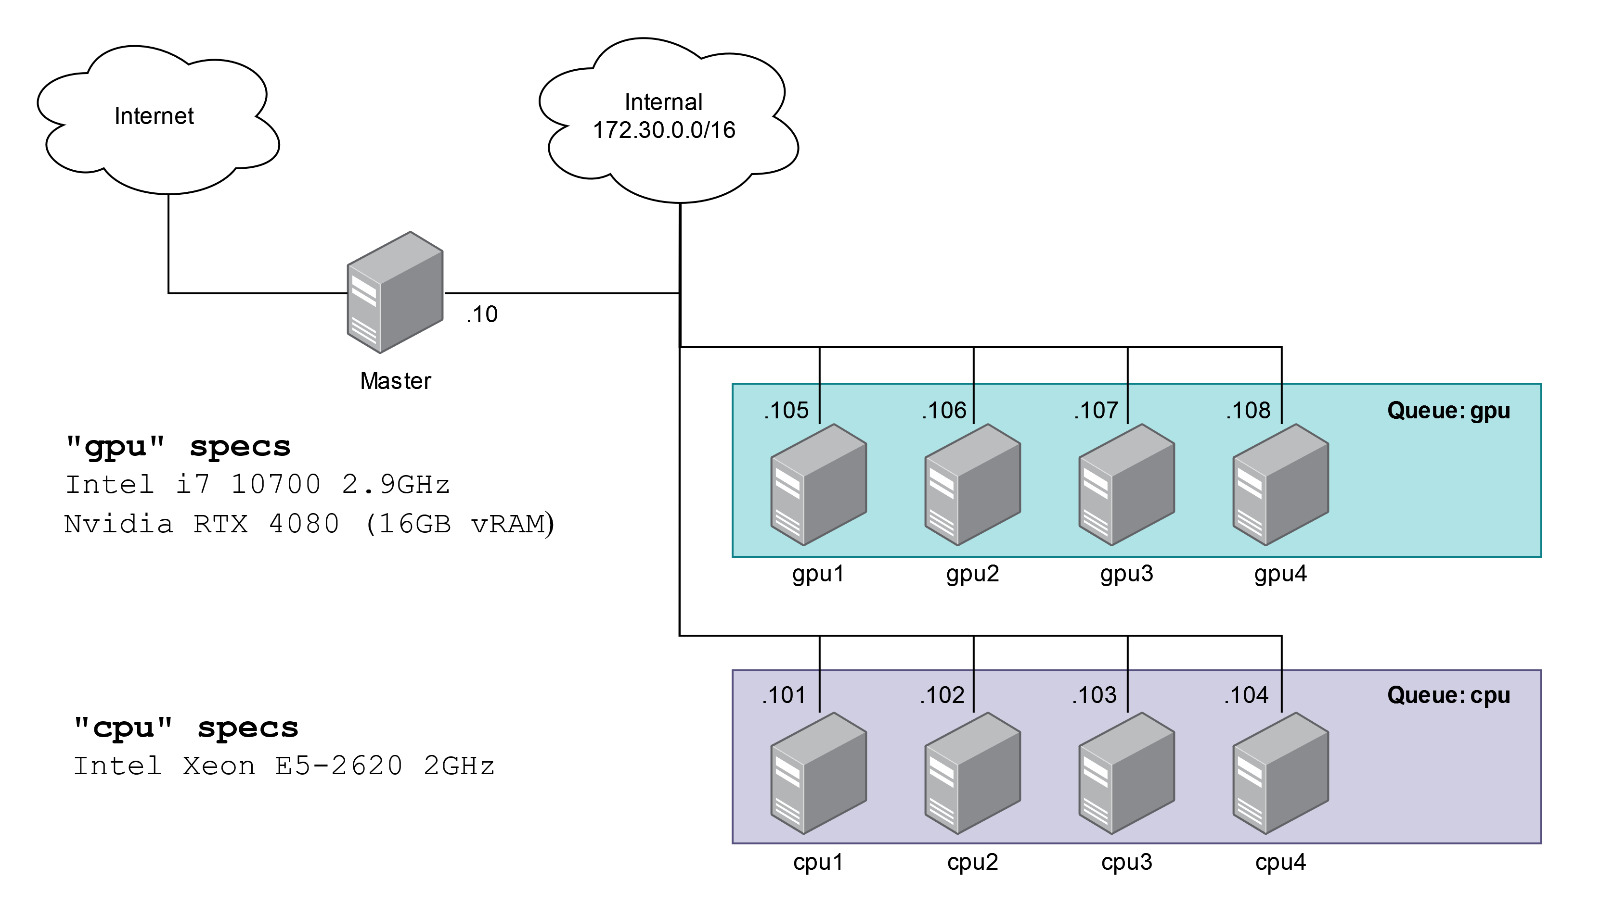 Internet
Internal
172.30.0.0/16
.10
Master
"gpu" specs
Intel i7 10700 2.9GHz
Nvidia RTX 4080 (16GB vRAM)
.105
.106
.107
.108
Queue: gpu
gpu1
gpu2
gpu3
gpu4
"cpu" specs
Intel Xeon E5-2620 2GHz
.101
.102
.103
.104
Queue: cpu
cpu1
cpu2
cpu3
cpu4